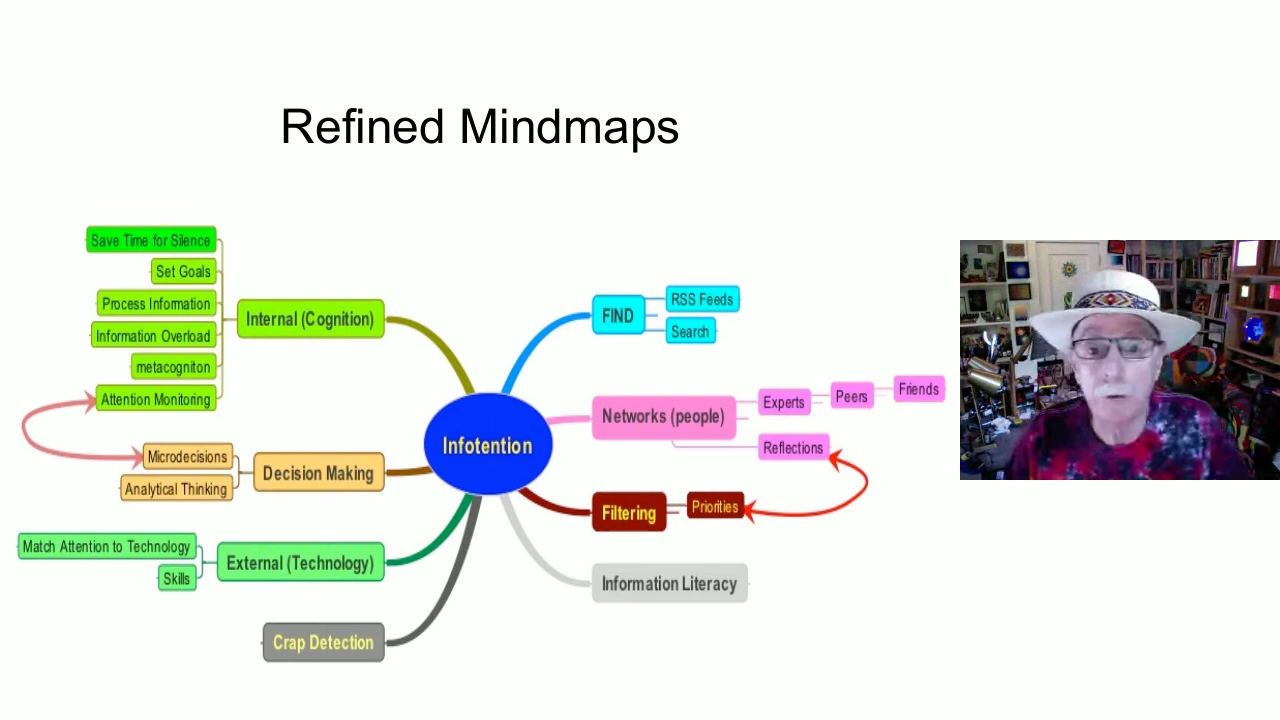 Refined Mindmaps
Save Time for Silence
Set Goals
Process Information
Information Overload
metacogniton
Attention Monitoring
Internal (Cognition)
Microdecisions
Analytical Thinking
Decision Making
Match Attention to Technology
Skills
External (Technology)
Crap Detection
Infotention
FIND
RSS Feeds
Search
Networks (people)
Experts
Peers
Friends
Reflections
Filtering
Priorities
Information Literacy